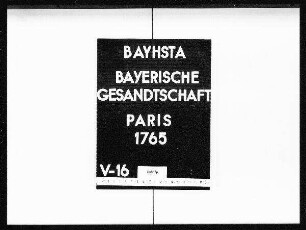 BAYHSTA
BAYERISCHE
GESANDTSCHAFT
PARIS
1765
V-16